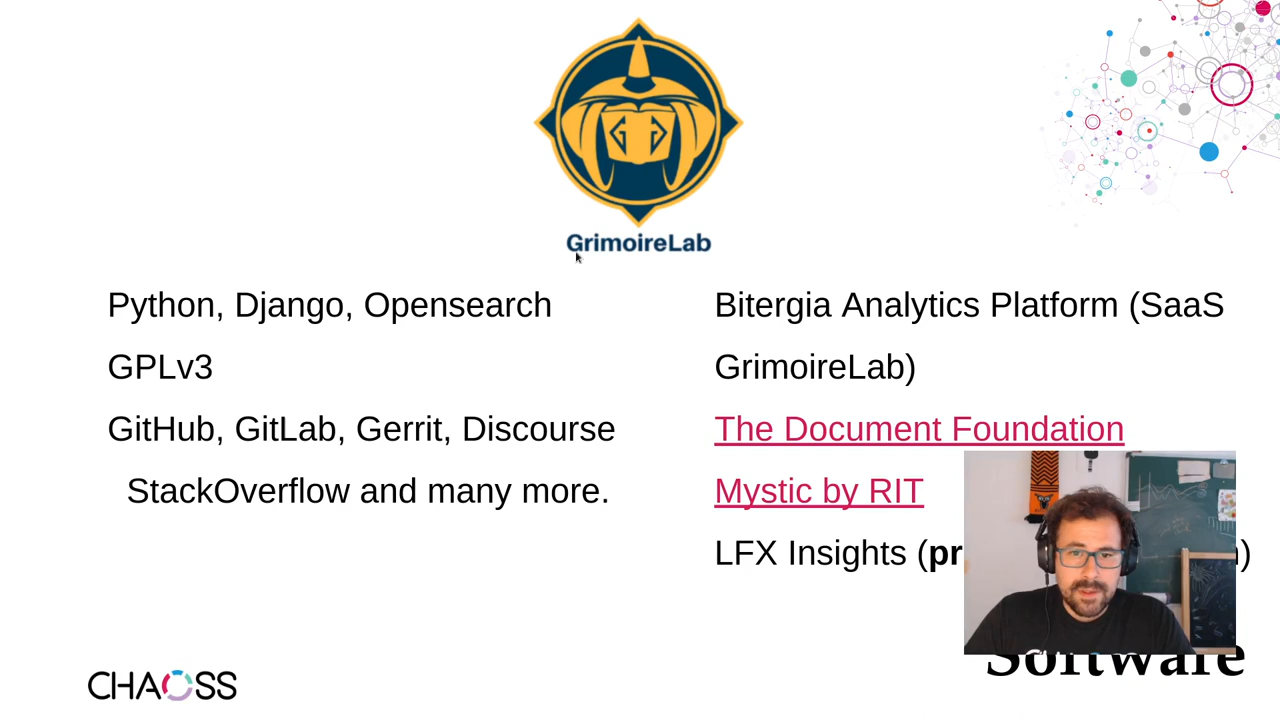 GrimoireLab
Python, Django, Opensearch
GPLv3
GitHub, GitLab, Gerrit, Discourse
StackOverflow and many more.
Bitergia Analytics Platform (SaaS
GrimoireLab)
The Document Foundation
Mystic by RIT
LFX Insights (
CHAOSS
Software